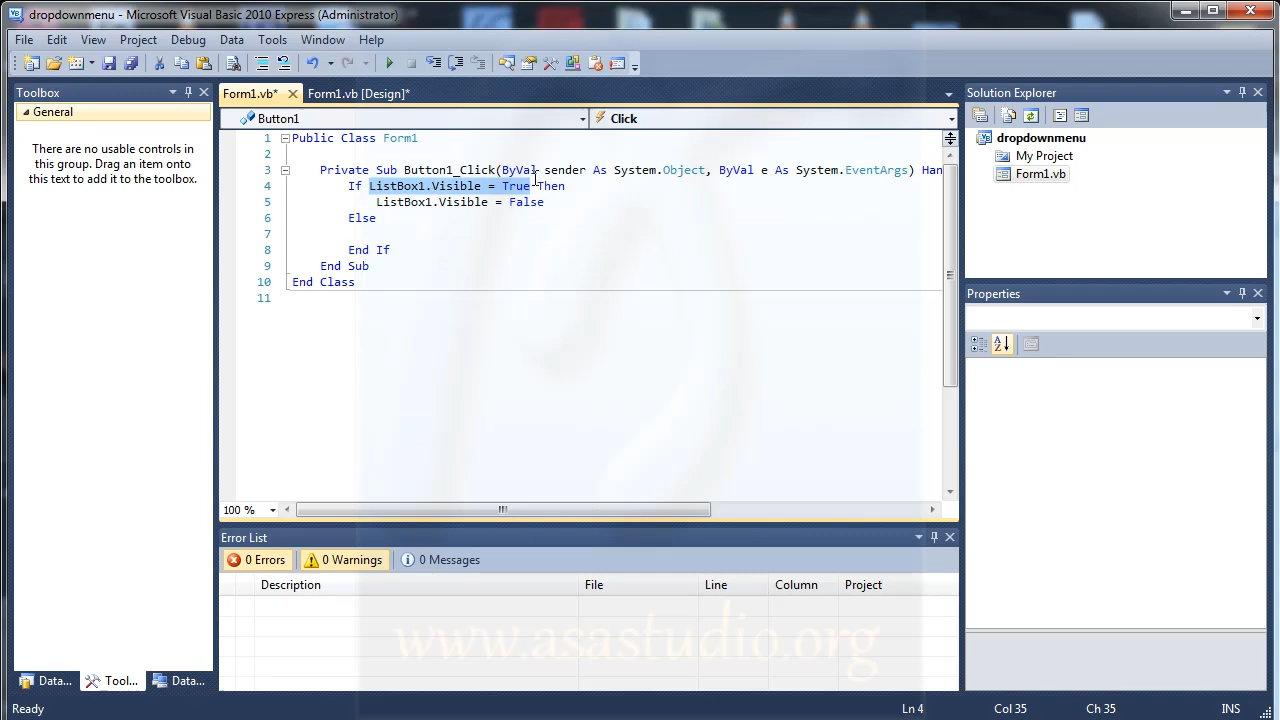 dropdownmenu - Microsoft Visual Basic 2010 Express (Administrator)
File Edit View Project Debug Data Tools Window Help
Toolbox
General
There are no usable controls in
this group. Drag an item onto
this text to add it to the toolbox.
Data... Tool... Data...
Form1.vb* Form1.vb [Design]*
Button1 Click
1 Public Class Form1
2
3 Private Sub Button1_Click(ByVal sender As System.Object, ByVal e As System.EventArgs) Han
4 If ListBox1.Visible = True Then
5 ListBox1.Visible = False
6 Else
7
8 End If
9 End Sub
10 End Class
11
100 %
Error List
0 Errors 0 Warnings 0 Messages
Description File Line Column Project
www.asastudio.org
Solution Explorer
dropdownmenu
My Project
Form1.vb
Properties
Ready Ln 4 Col 35 Ch 35 INS